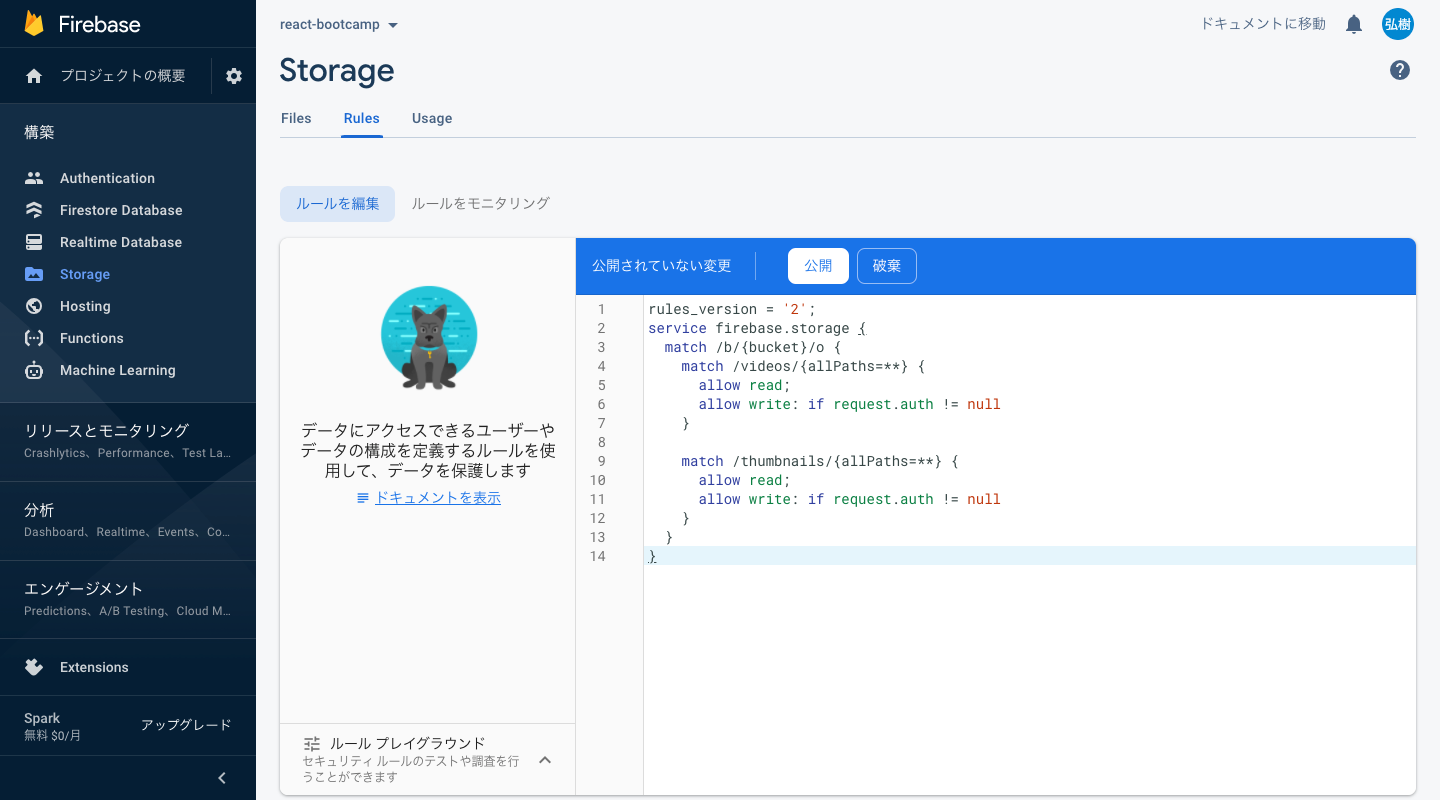 Firebase
プロジェクトの概要
構築
Authentication
Firestore Database
Realtime Database
Storage
Hosting
Functions
Machine Learning
リリースとモニタリング
Crashlytics、Performance、Test La…
分析
Dashboard、Realtime、Events、Co…
エンゲージメント
Predictions、A/B Testing、Cloud M…
Extensions
Spark
無料 $0/月
アップグレード
react-bootcamp
ドキュメントに移動
弘樹
Storage
Files
Rules
Usage
ルールを編集
ルールをモニタリング
データにアクセスできるユーザーや
データの構成を定義するルールを使
用して、データを保護します
ドキュメントを表示
ルール プレイグラウンド
セキュリティ ルールのテストや調査を行
うことができます
公開されていない変更
公開
破棄
1 rules_version = '2';
2 service firebase.storage {
3   match /b/{bucket}/o {
4     match /videos/{allPaths=**} {
5       allow read;
6       allow write: if request.auth != null
7     }
8
9     match /thumbnails/{allPaths=**} {
10       allow read;
11       allow write: if request.auth != null
12     }
13   }
14 }